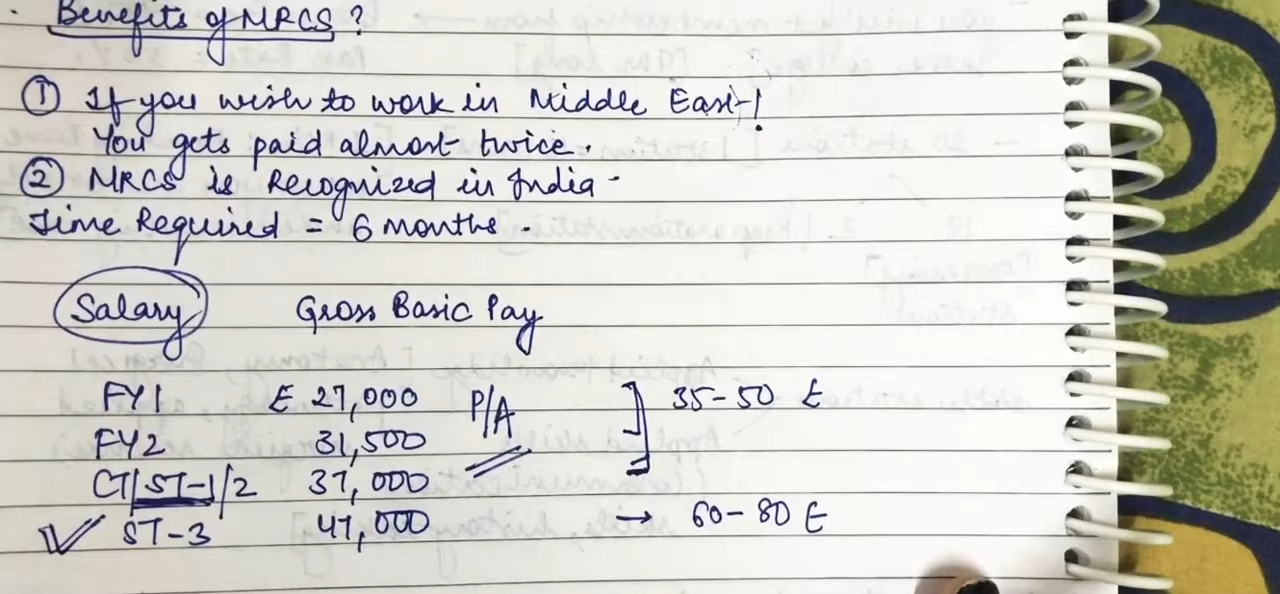 Benefits of MRCS?
① If you wish to work in Middle East!
You gets paid almost twice.
② MRCS is Recognized in India -
Time Required = 6 months.
Salary Gross Basic Pay
FY1 £ 27,000 P/A 35-50 £
FY2 31,500
CT/ST-1/2 37,000
ST-3 47,000 → 60-80 £